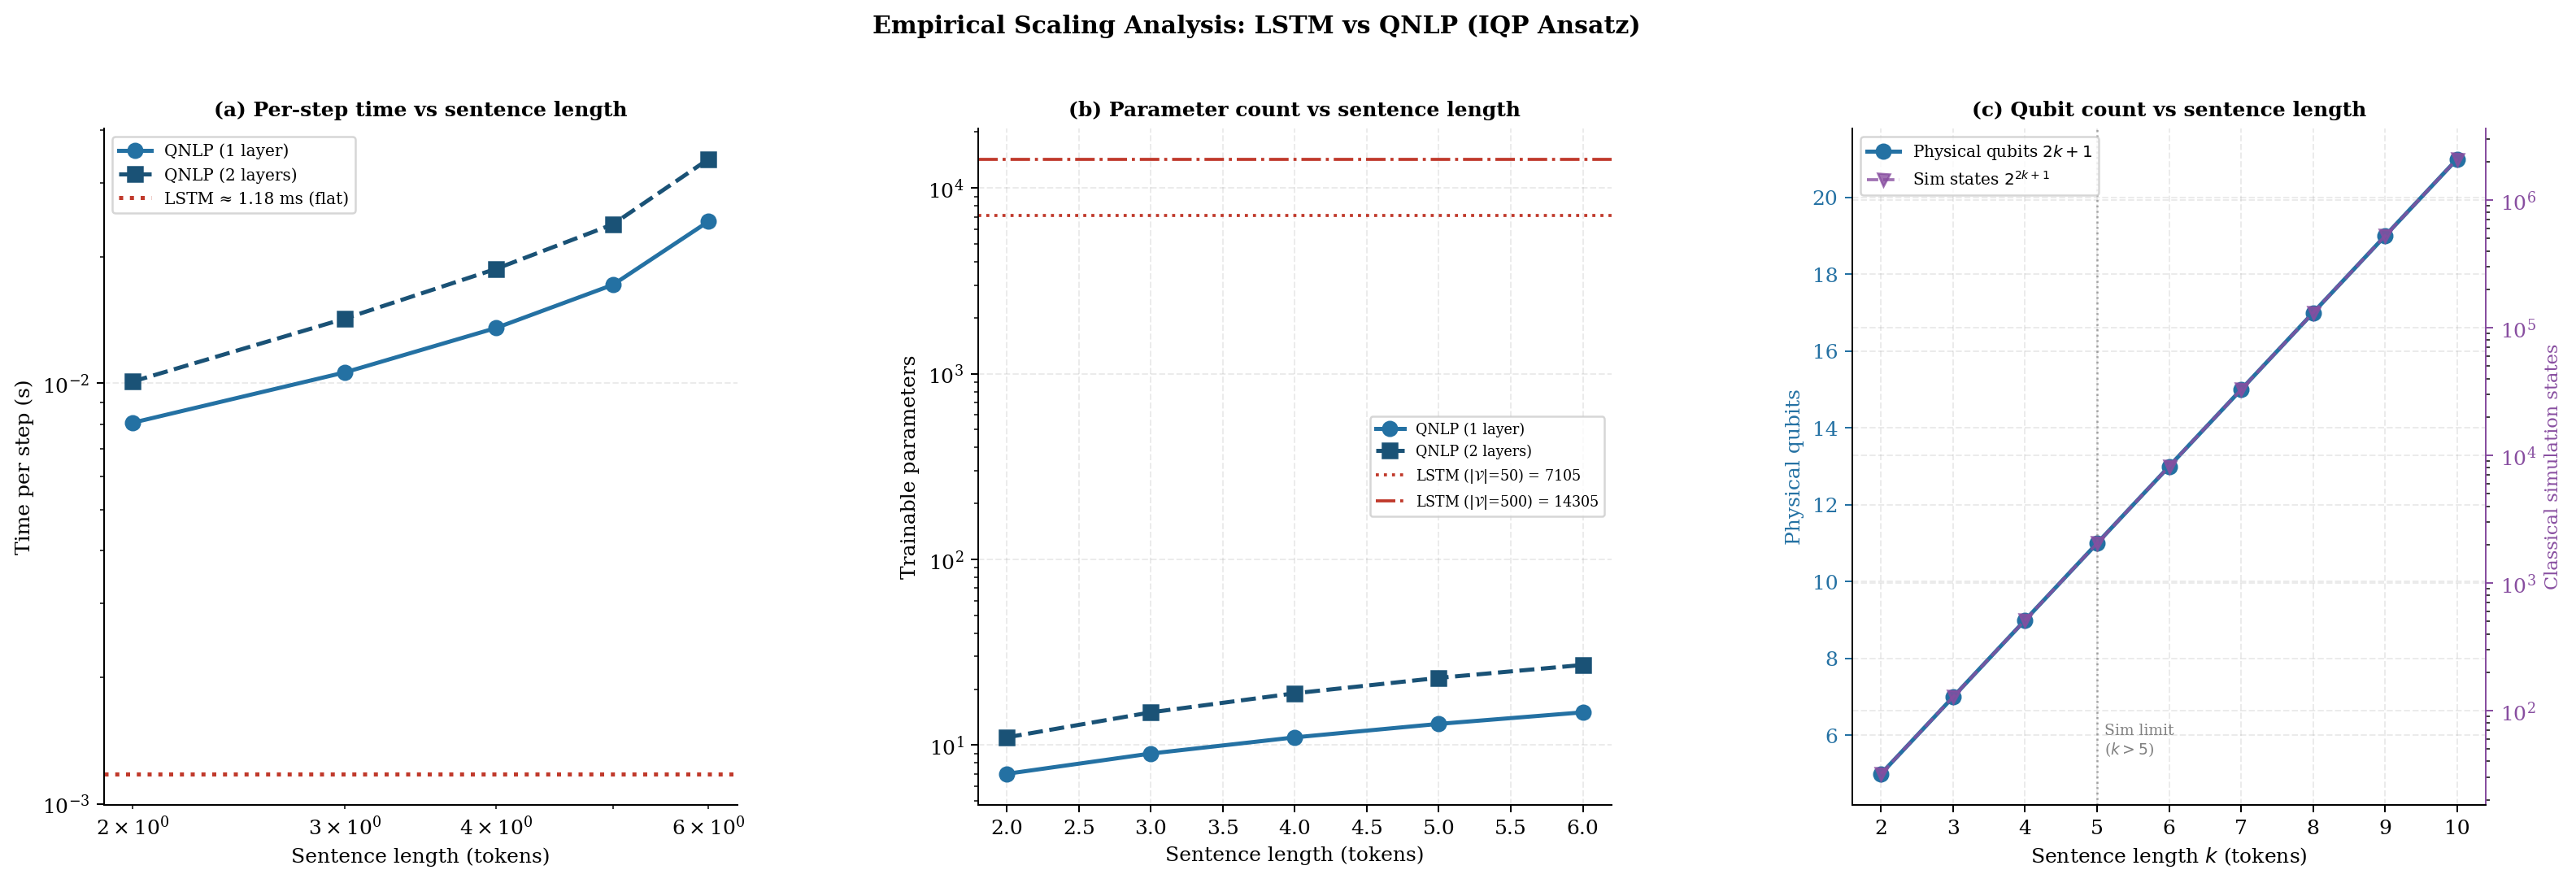 Empirical Scaling Analysis: LSTM vs QNLP (IQP Ansatz)
(a) Per-step time vs sentence length
QNLP (1 layer)
QNLP (2 layers)
LSTM ≈ 1.18 ms (flat)
Time per step (s)
10⁻²
10⁻³
2 × 10⁰
3 × 10⁰
4 × 10⁰
6 × 10⁰
Sentence length (tokens)
(b) Parameter count vs sentence length
Trainable parameters
10⁴
10³
10²
10¹
QNLP (1 layer)
QNLP (2 layers)
LSTM (|𝒱|=50) = 7105
LSTM (|𝒱|=500) = 14305
2.0 2.5 3.0 3.5 4.0 4.5 5.0 5.5 6.0
Sentence length (tokens)
(c) Qubit count vs sentence length
Physical qubits 2k + 1
Sim states 2²ᵏ⁺¹
Physical qubits
20
18
16
14
12
10
8
6
Sim limit
(k > 5)
10⁶
10⁵
10⁴
10³
10²
Classical simulation states
2 3 4 5 6 7 8 9 10
Sentence length k (tokens)